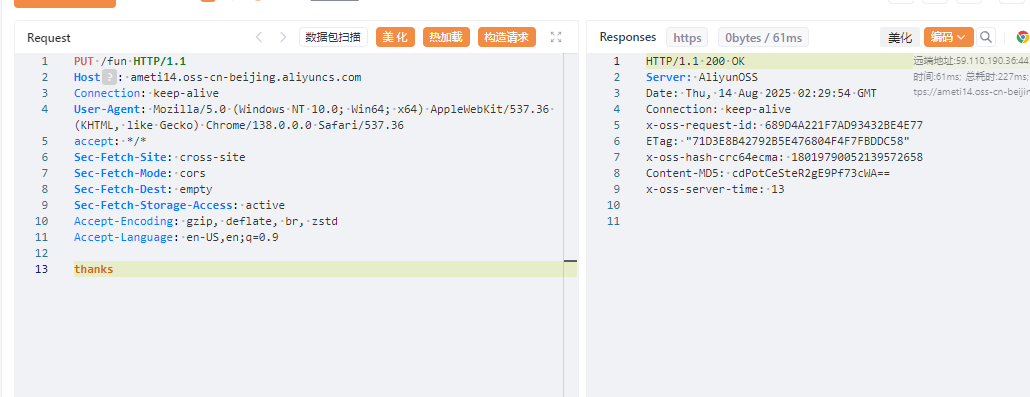 Request
数据包扫描
美化
热加载
构造请求
1 PUT /fun HTTP/1.1
2 Host ? : ameti14.oss-cn-beijing.aliyuncs.com
3 Connection: keep-alive
4 User-Agent: Mozilla/5.0 (Windows NT 10.0; Win64; x64) AppleWebKit/537.36
(KHTML, like Gecko) Chrome/138.0.0.0 Safari/537.36
5 accept: */*
6 Sec-Fetch-Site: cross-site
7 Sec-Fetch-Mode: cors
8 Sec-Fetch-Dest: empty
9 Sec-Fetch-Storage-Access: active
10 Accept-Encoding: gzip, deflate, br, zstd
11 Accept-Language: en-US,en;q=0.9
12
13 thanks
Responses
https
0bytes / 61ms
美化
编码
1 HTTP/1.1 200 OK
2 Server: AliyunOSS
3 Date: Thu, 14 Aug 2025 02:29:54 GMT
4 Connection: keep-alive
5 x-oss-request-id: 689D4A221F7AD93432BE4E77
6 ETag: "71D3E8B42792B5E476804F4F7FBDDC58"
7 x-oss-hash-crc64ecma: 18019790052139572658
8 Content-MD5: cdPotCeSteR2gE9Pf73cWA==
9 x-oss-server-time: 13
10
11
远端地址:59.110.190.36:44
时间:61ms; 总耗时:227ms;
tps://ameti14.oss-cn-beijin